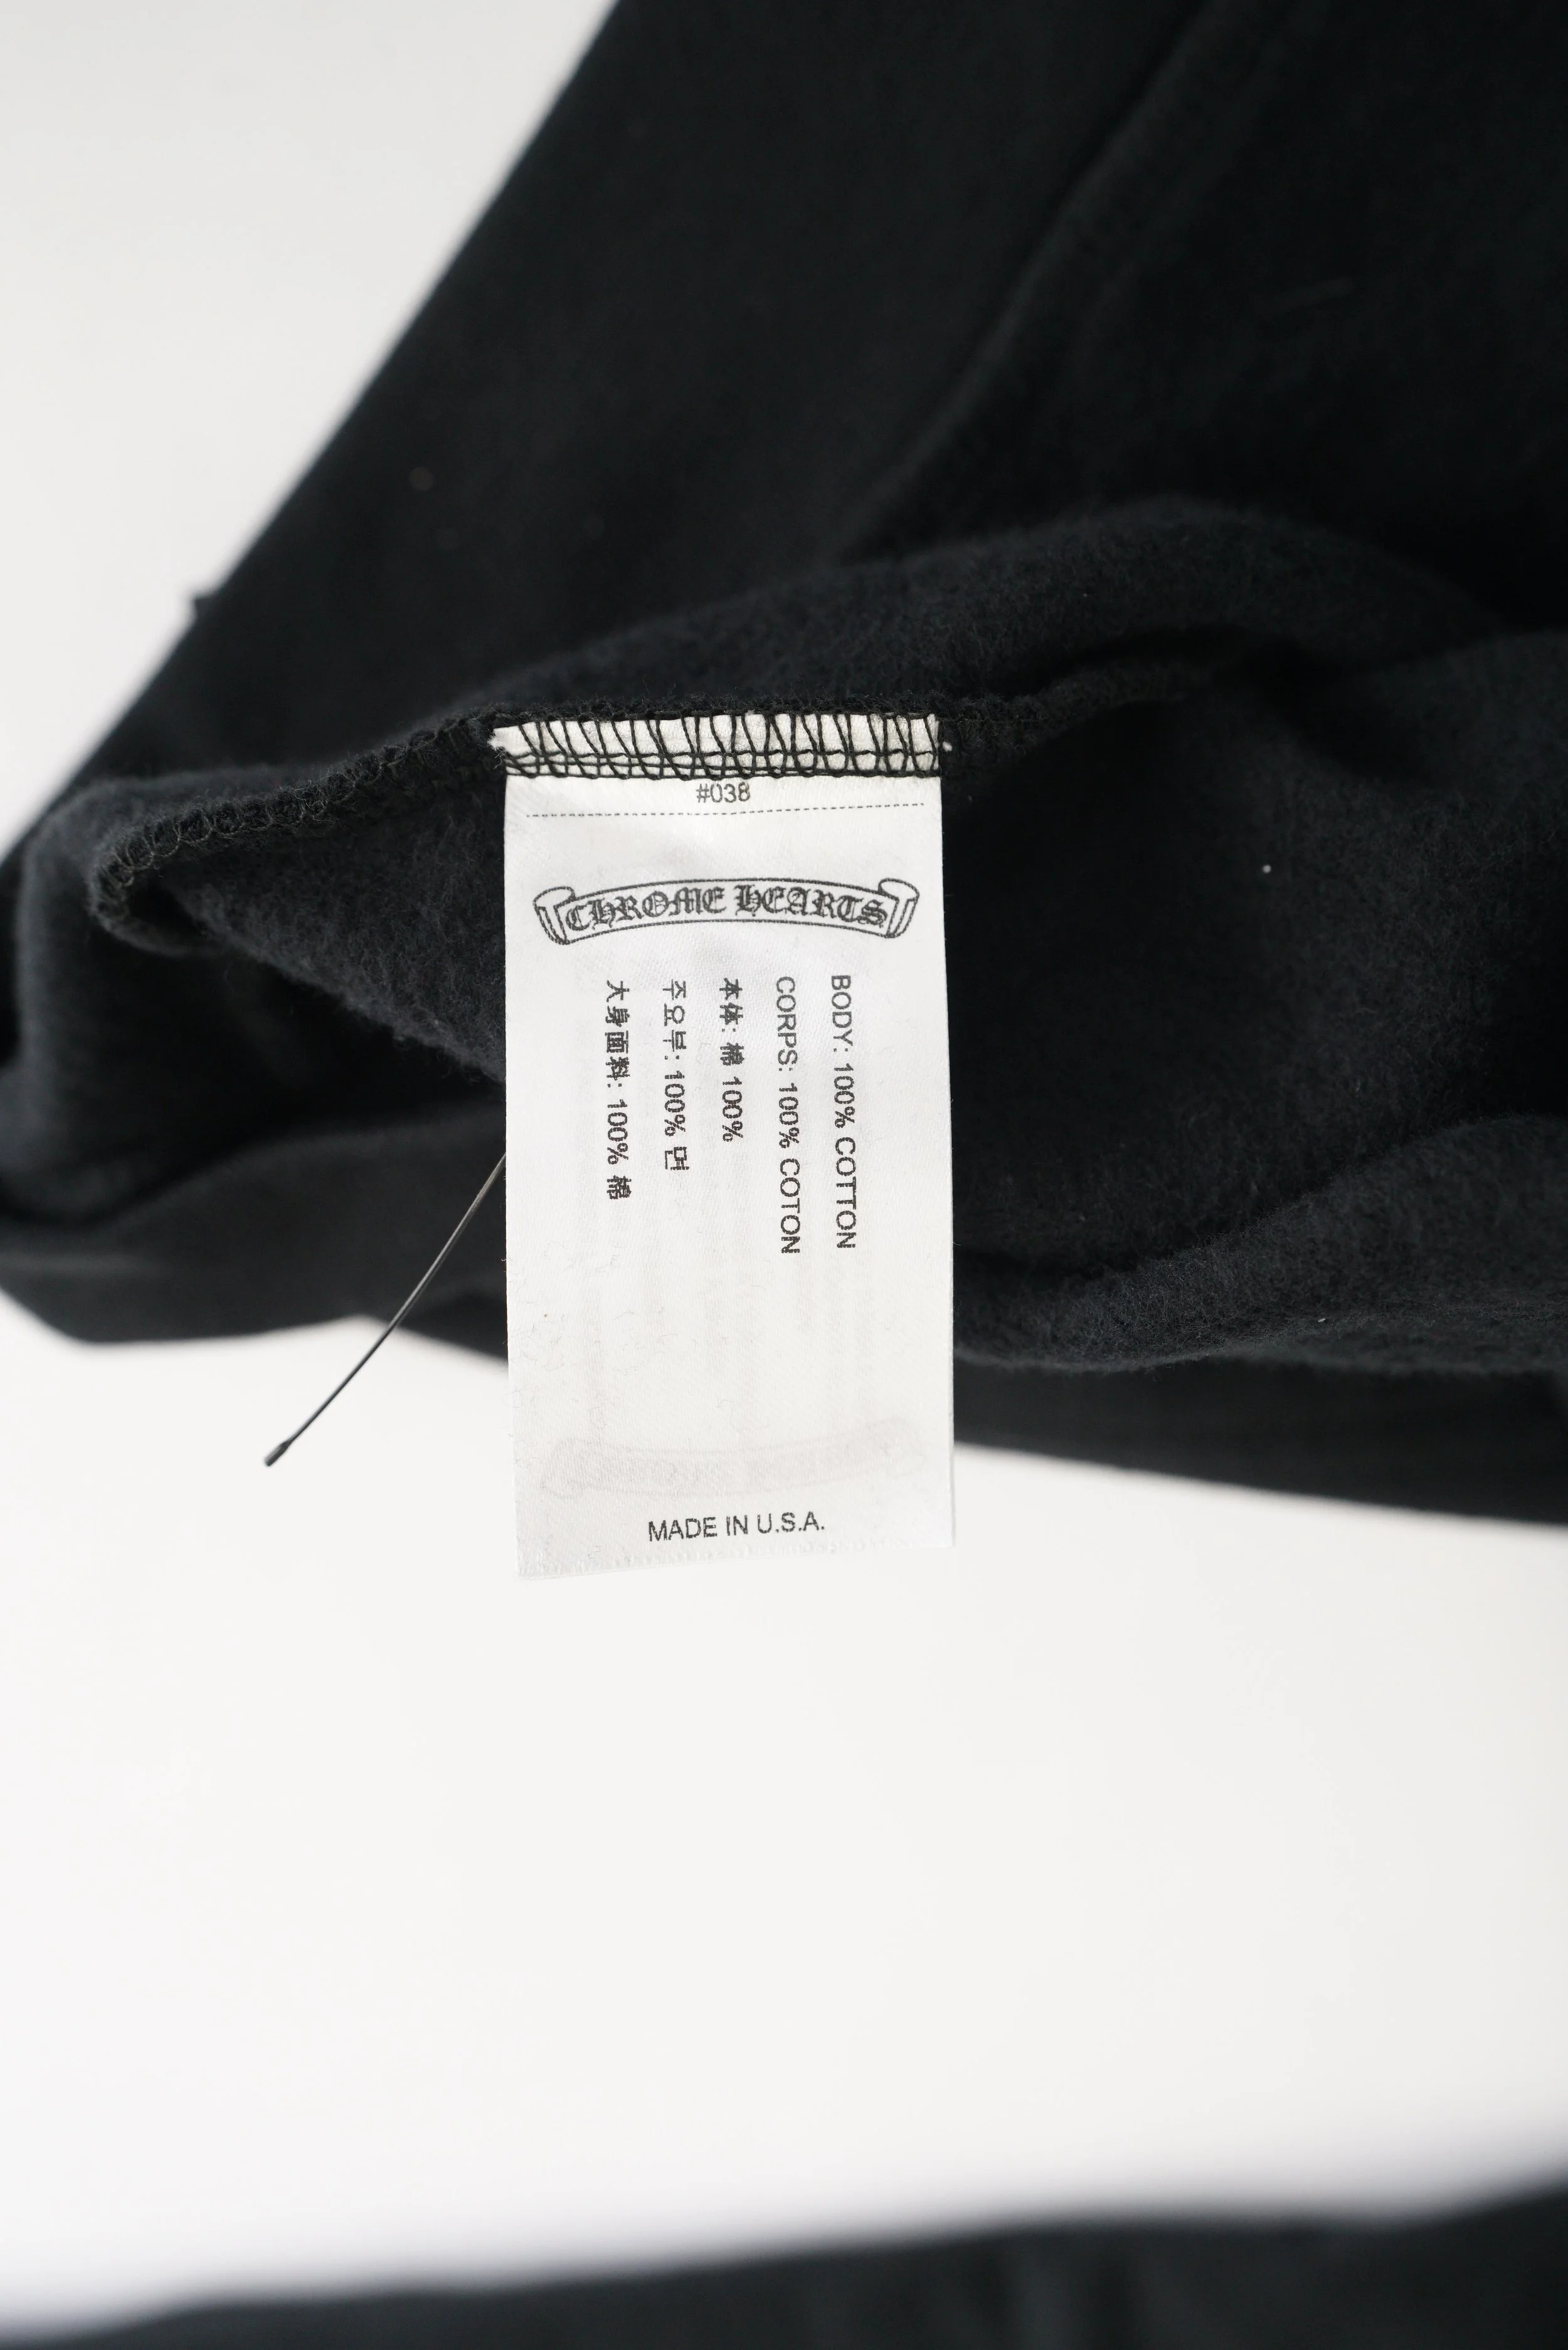 #038
CHROME HEARTS
BODY: 100% COTTON
CORPS: 100% COTON
本体: 棉 100%
주요부: 100% 면
大身面料: 100% 棉
MADE IN U.S.A.